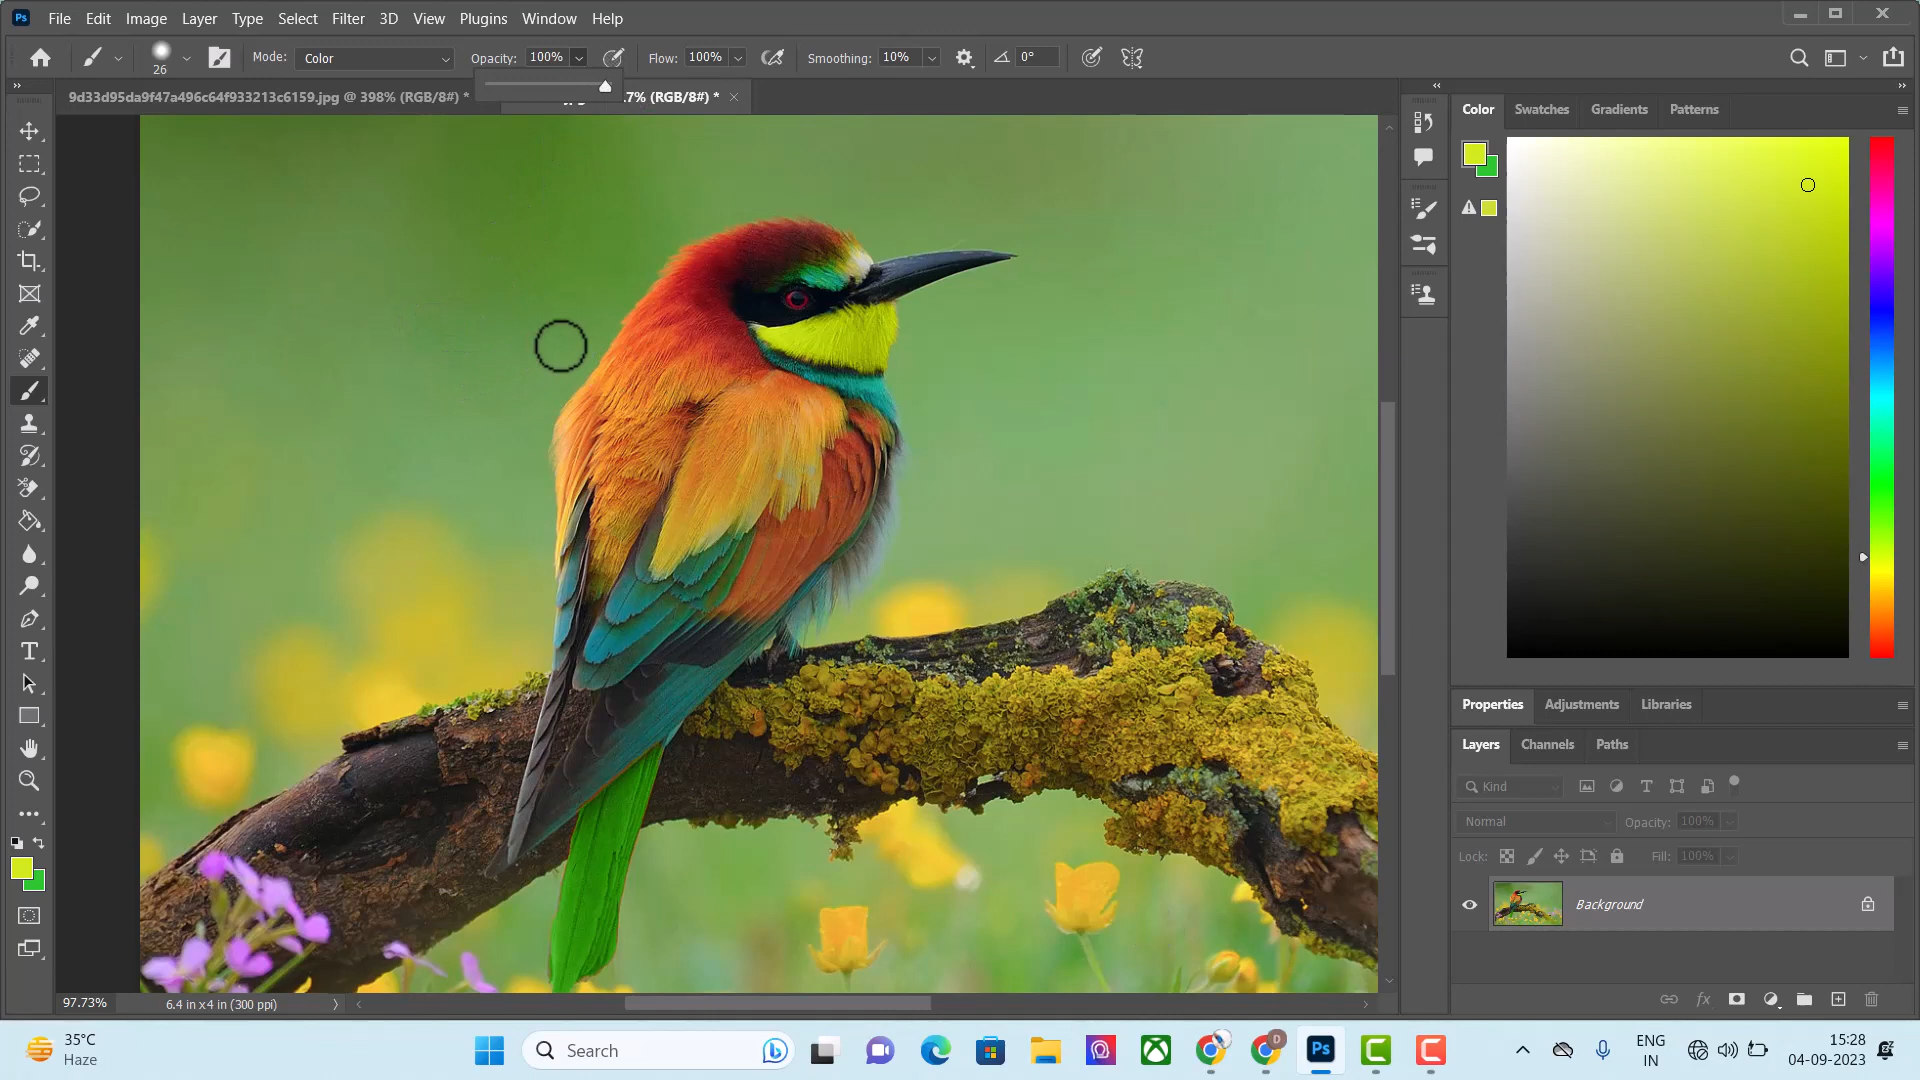 Ps File Edit Image Layer Type Select Filter 3D View Plugins Window Help
26 Mode: Color Opacity: 100% Flow: 100% Smoothing: 10% 0°
9d33d95da9f47a496c64f933213c6159.jpg @ 398% (RGB/8#) * 7% (RGB/8#) *
Color Swatches Gradients Patterns
Properties Adjustments Libraries
Layers Channels Paths
Kind
Normal Opacity: 100%
Lock: Fill: 100%
Background
97.73% 6.4 in x 4 in (300 ppi)
35°C
Haze
Search
D
Ps
ENG
IN
15:28
04-09-2023